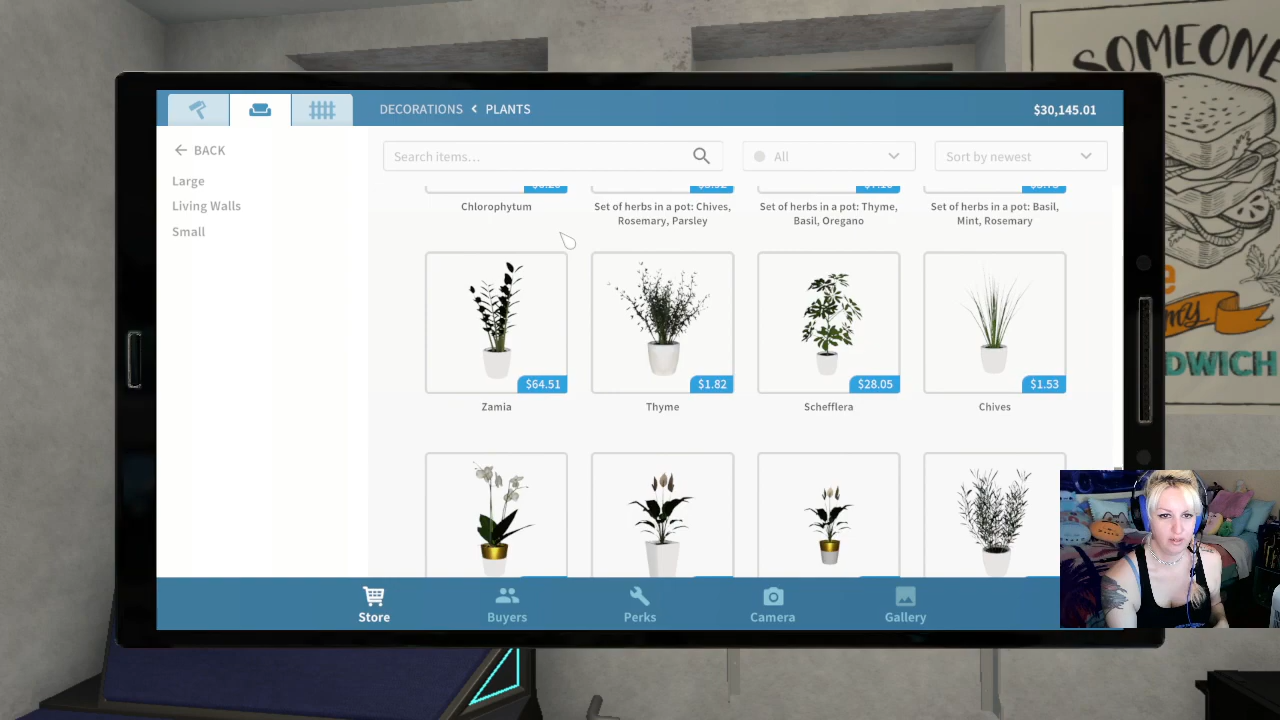 SOMEONE
DECORATIONS < PLANTS
$30,145.01
BACK
Search items...
All
Sort by newest
Large
Living Walls
Small
Chlorophytum
Set of herbs in a pot: Chives,
Rosemary, Parsley
Set of herbs in a pot: Thyme,
Basil, Oregano
Set of herbs in a pot: Basil,
Mint, Rosemary
my
$64.51
$1.82
$28.05
$1.53
DWICH
Zamia
Thyme
Schefflera
Chives
Store
Buyers
Perks
Camera
Gallery